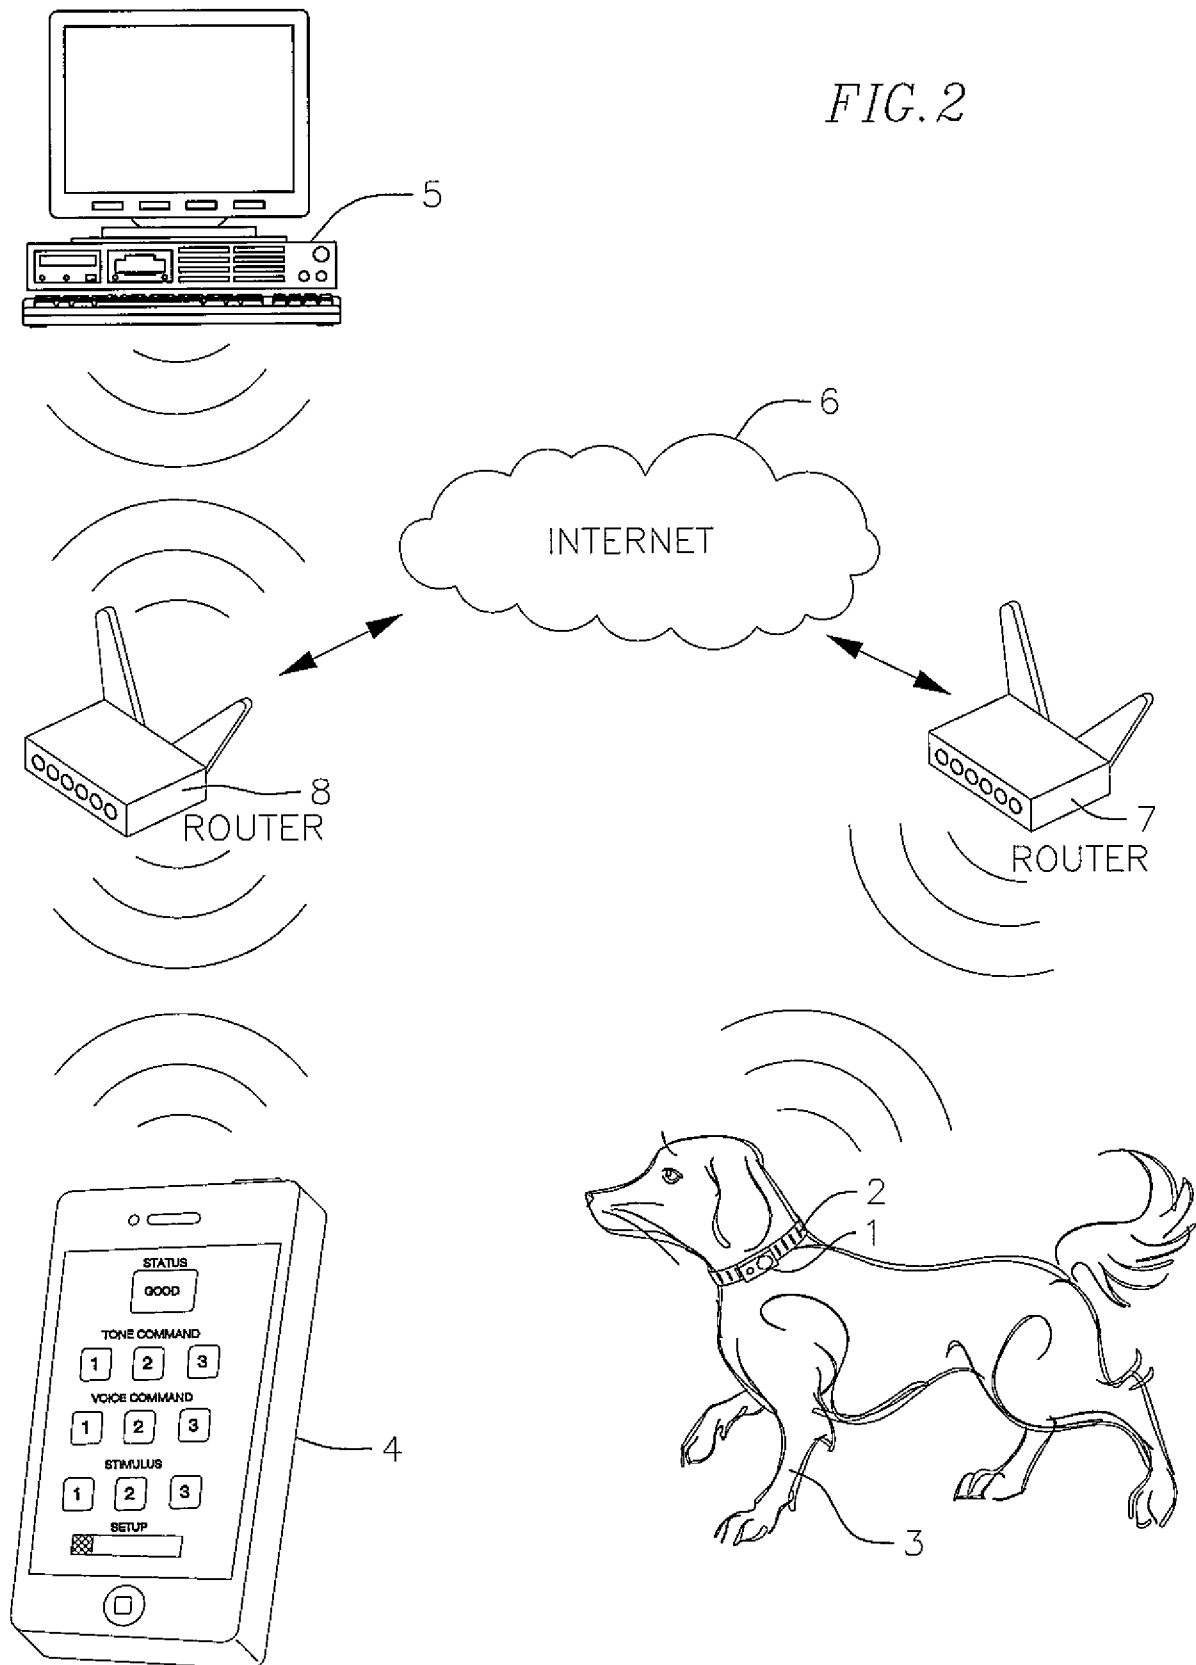 FIG. 2
5
6
INTERNET
8
ROUTER
7
ROUTER
2
1
STATUS
GOOD
TONE COMMAND
1 2 3
VOICE COMMAND
1 2 3
4
STIMULUS
1 2 3
SETUP
3